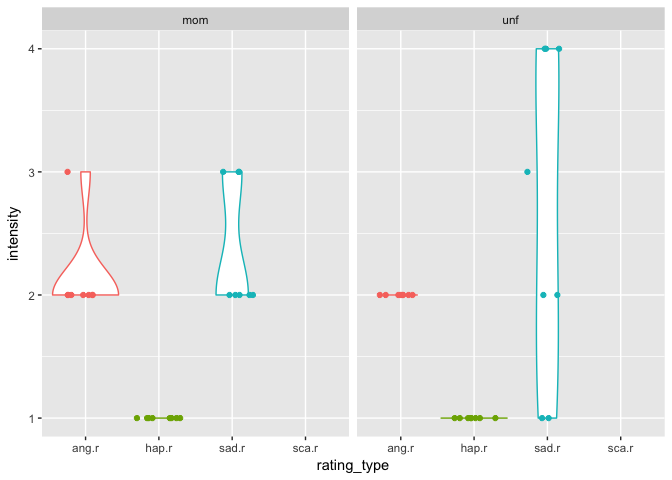 mom unf
4
3
2
1
intensity
ang.r hap.r sad.r sca.r ang.r hap.r sad.r sca.r
rating_type